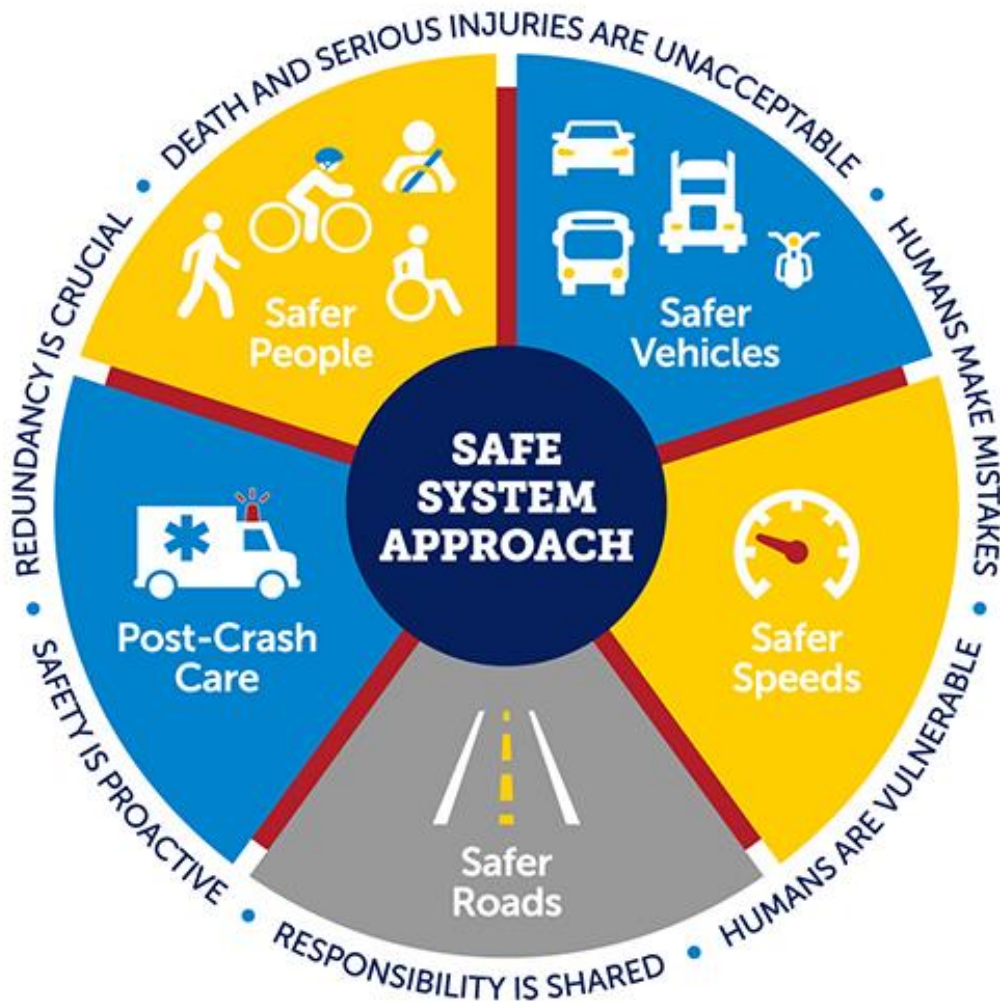 DEATH AND SERIOUS INJURIES ARE UNACCEPTABLE
HUMANS MAKE MISTAKES
HUMANS ARE VULNERABLE
RESPONSIBILITY IS SHARED
SAFETY IS PROACTIVE
REDUNDANCY IS CRUCIAL
Safer
People
Safer
Vehicles
SAFE
SYSTEM
APPROACH
Post-Crash
Care
Safer
Speeds
Safer
Roads